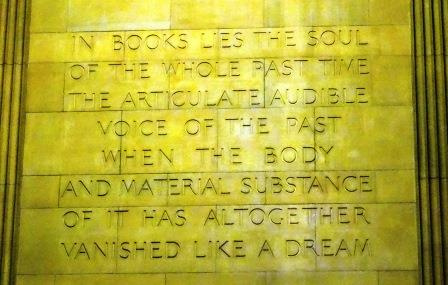 IN BOOKS LIES THE SOUL
OF THE WHOLE PAST TIME
THE ARTICULATE AUDIBLE
VOICE OF THE PAST
WHEN THE BODY
AND MATERIAL SUBSTANCE
OF IT HAS ALTOGETHER
VANISHED LIKE A DREAM